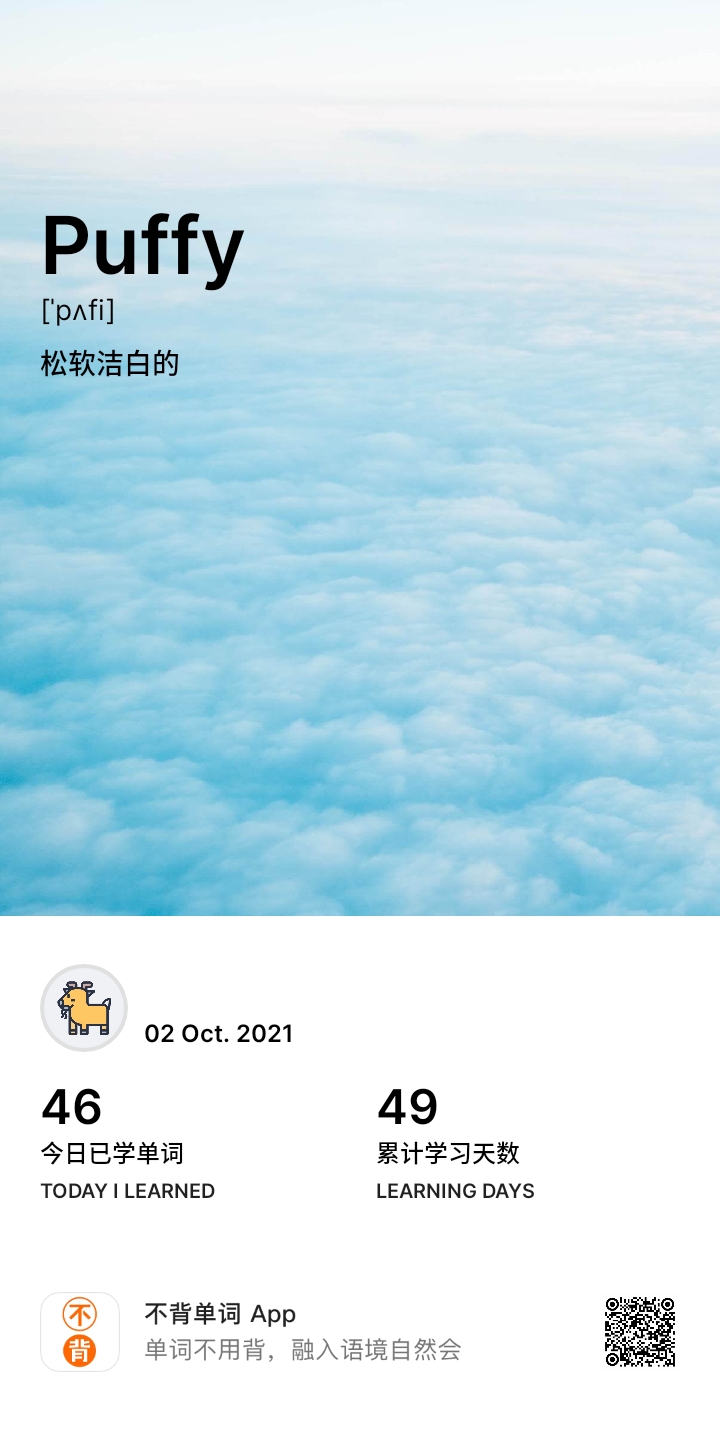 Puffy
['pʌfi]
松软洁白的
02 Oct. 2021
46
今日已学单词
TODAY I LEARNED
49
累计学习天数
LEARNING DAYS
不
背
不背单词 App
单词不用背，融入语境自然会